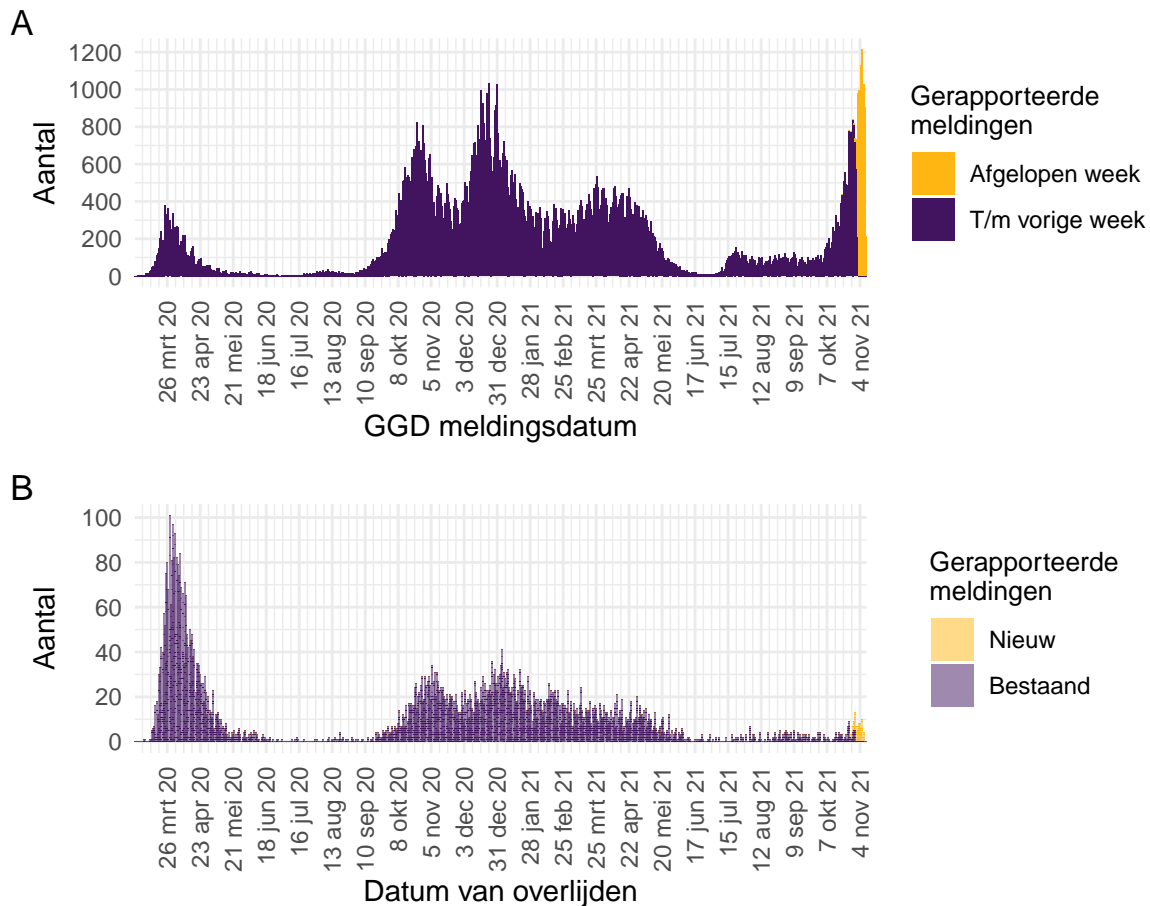 A
1200
1000
800
600
400
200
0
Aantal
26 mrt 20
23 apr 20
21 mei 20
18 jun 20
16 jul 20
13 aug 20
10 sep 20
8 okt 20
5 nov 20
3 dec 20
31 dec 20
28 jan 21
25 feb 21
25 mrt 21
22 apr 21
20 mei 21
17 jun 21
15 jul 21
12 aug 21
9 sep 21
7 okt 21
4 nov 21
GGD meldingsdatum
Gerapporteerde
meldingen
Afgelopen week
T/m vorige week
B
100
80
60
40
20
0
Aantal
26 mrt 20
23 apr 20
21 mei 20
18 jun 20
16 jul 20
13 aug 20
10 sep 20
8 okt 20
5 nov 20
3 dec 20
31 dec 20
28 jan 21
25 feb 21
25 mrt 21
22 apr 21
20 mei 21
17 jun 21
15 jul 21
12 aug 21
9 sep 21
7 okt 21
4 nov 21
Datum van overlijden
Gerapporteerde
meldingen
Nieuw
Bestaand